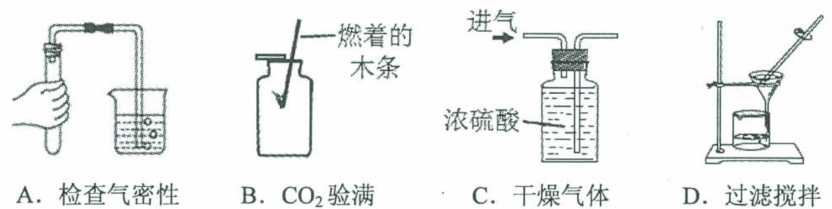 燃着的
木条
进气
浓硫酸
A. 检查气密性
B. CO₂验满
C. 干燥气体
D. 过滤搅拌